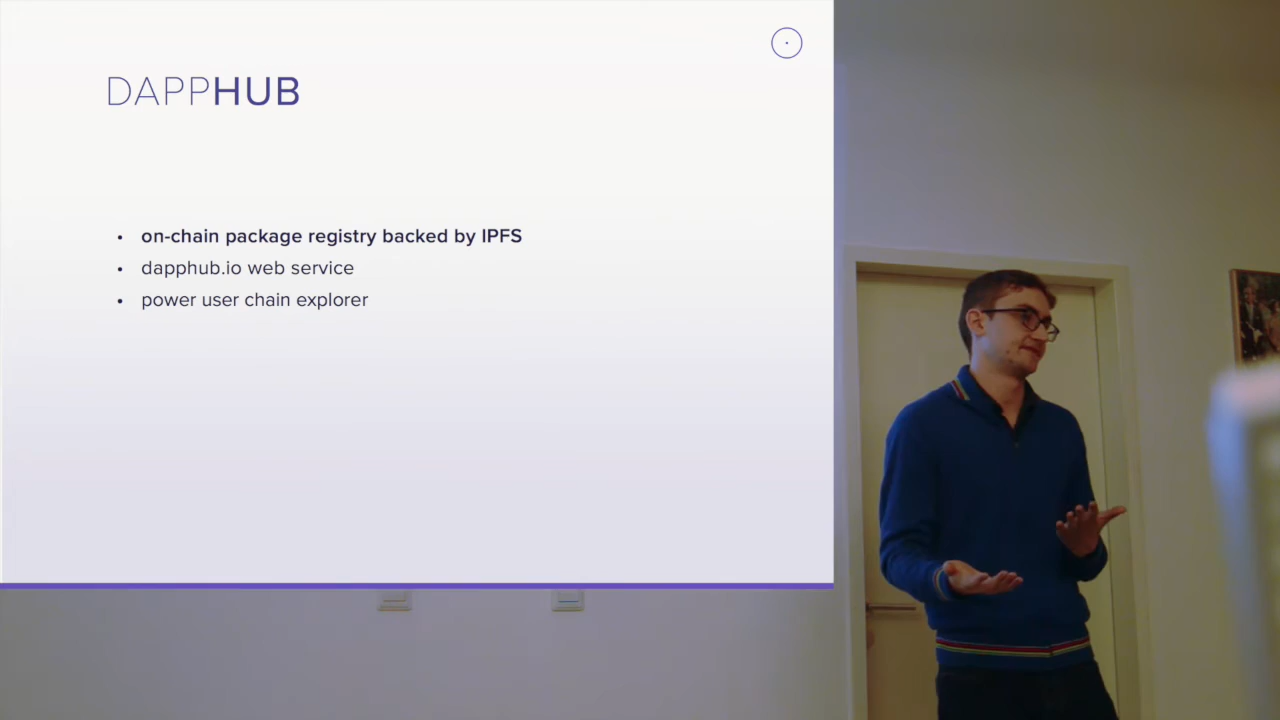 DAPPHUB
• on-chain package registry backed by IPFS
• dapphub.io web service
• power user chain explorer